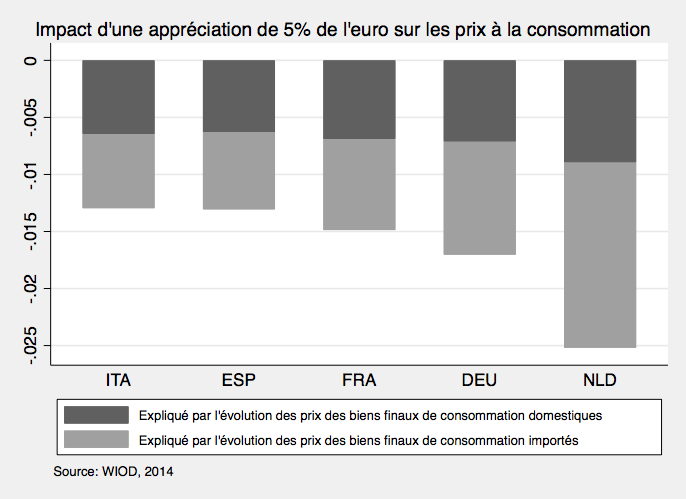 Impact d'une appréciation de 5% de l'euro sur les prix à la consommation
0
-.005
-.01
-.015
-.02
-.025
ITA ESP FRA DEU NLD
Expliqué par l'évolution des prix des biens finaux de consommation domestiques
Expliqué par l'évolution des prix des biens finaux de consommation importés
Source: WIOD, 2014